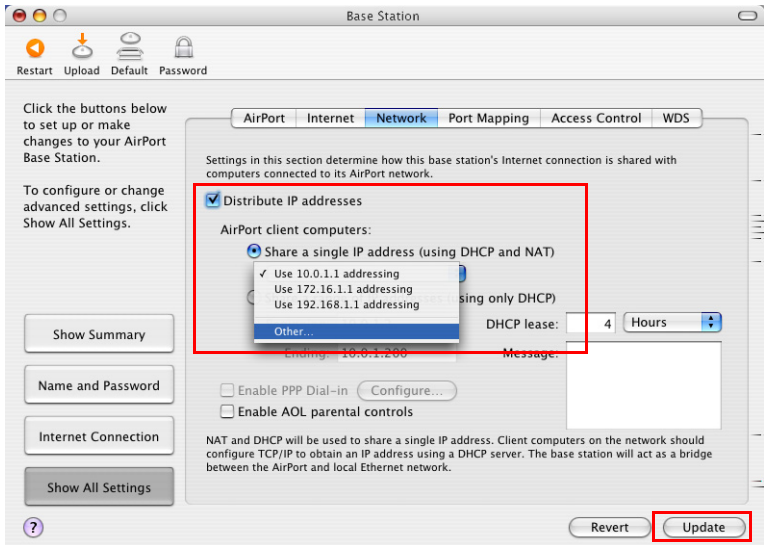 Base Station
Restart Upload Default Password
Click the buttons below
to set up or make
changes to your AirPort
Base Station.
To configure or change
advanced settings, click
Show All Settings.
Show Summary
Name and Password
Internet Connection
Show All Settings
?
AirPort Internet Network Port Mapping Access Control WDS
Settings in this section determine how this base station's Internet connection is shared with
computers connected to its AirPort network.
Distribute IP addresses
AirPort client computers:
Share a single IP address (using DHCP and NAT)
✓ Use 10.0.1.1 addressing
Use 172.16.1.1 addressing
Use 192.168.1.1 addressing
Other...
using only DHCP)
DHCP lease: 4 Hours
Ending: 10.0.1.200
Message:
Enable PPP Dial-in Configure...
Enable AOL parental controls
NAT and DHCP will be used to share a single IP address. Client computers on the network should
configure TCP/IP to obtain an IP address using a DHCP server. The base station will act as a bridge
between the AirPort and local Ethernet network.
Revert Update